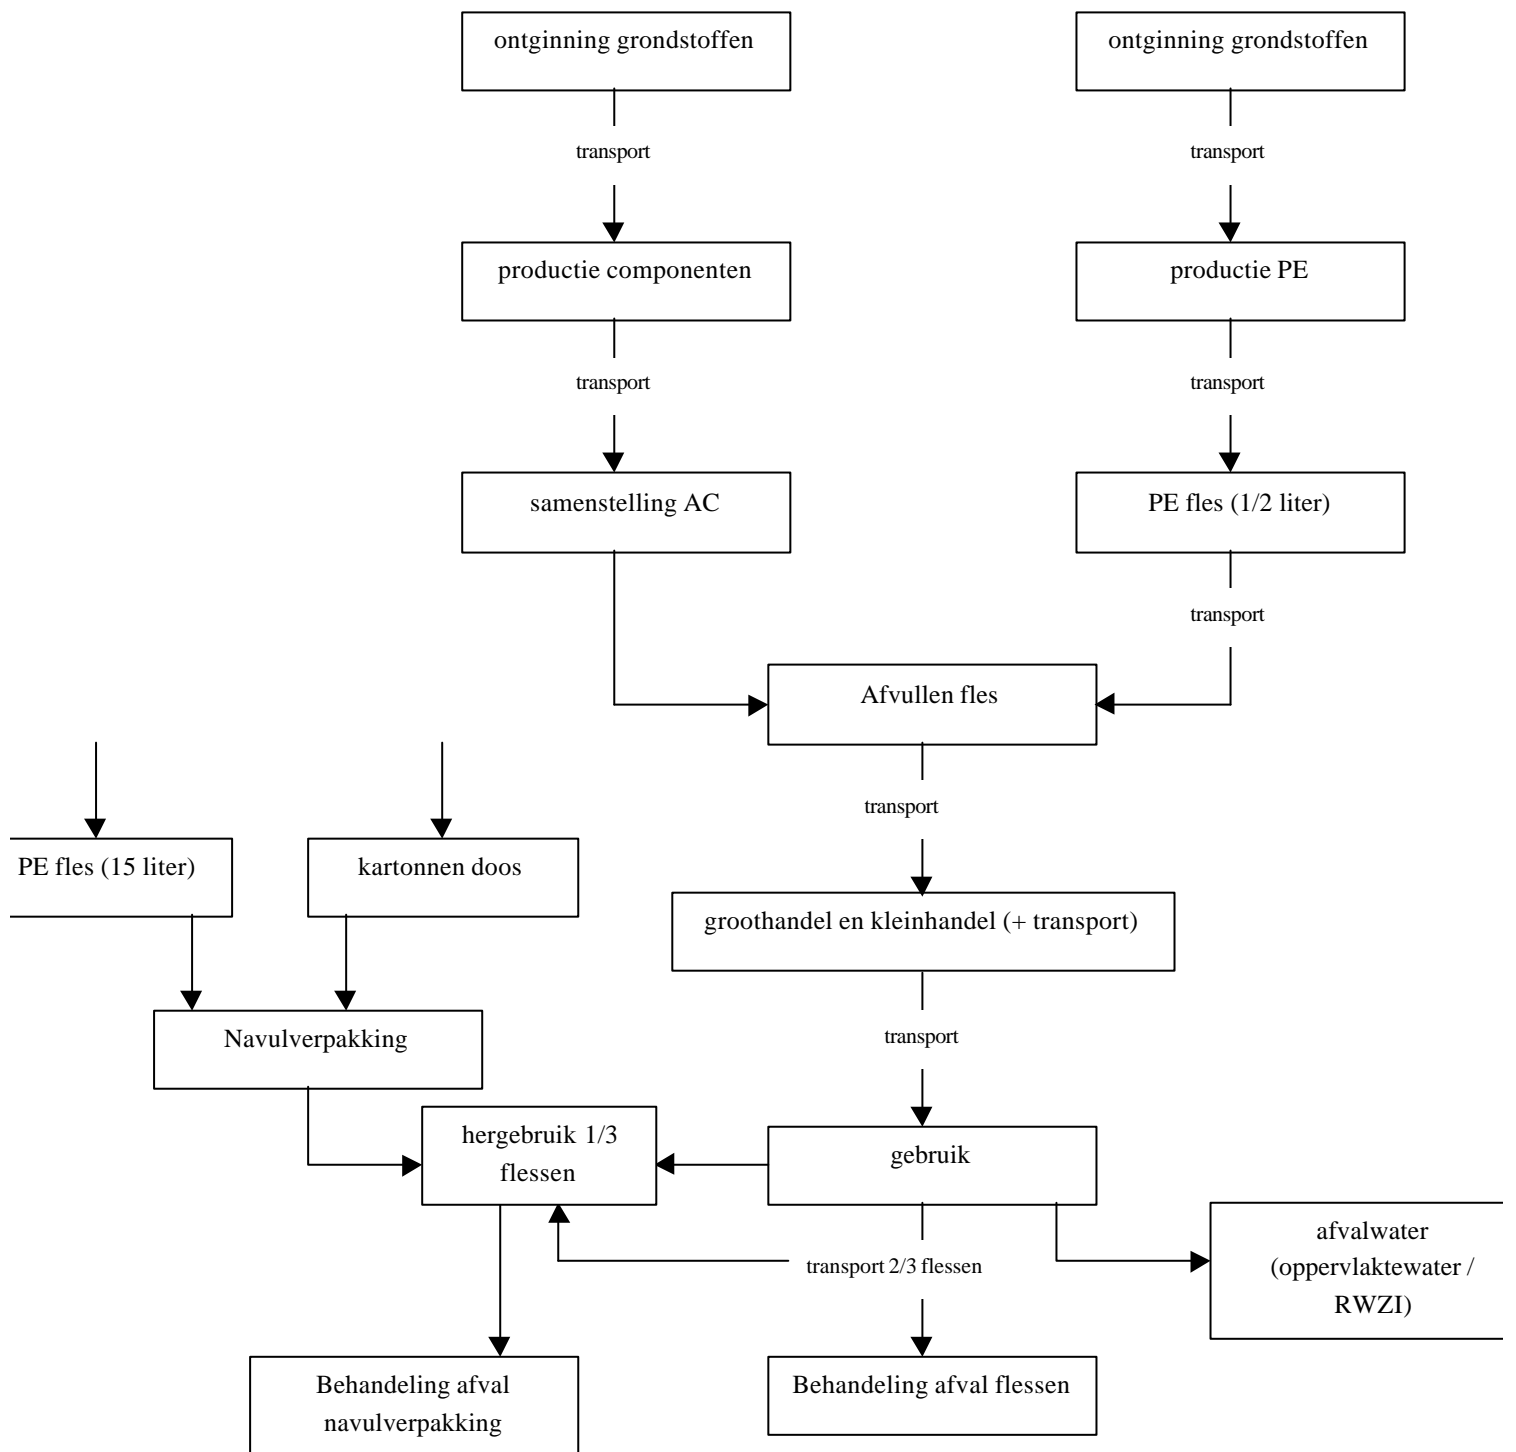 ontginning grondstoffen
ontginning grondstoffen
transport
transport
productie componenten
productie PE
transport
transport
samenstelling AC
PE fles (1/2 liter)
transport
Afvullen fles
transport
PE fles (15 liter)
kartonnen doos
groothandel en kleinhandel (+ transport)
Navulverpakking
transport
hergebruik 1/3
flessen
gebruik
afvalwater
(oppervlaktewater /
RWZI)
transport 2/3 flessen
Behandeling afval
navulverpakking
Behandeling afval flessen